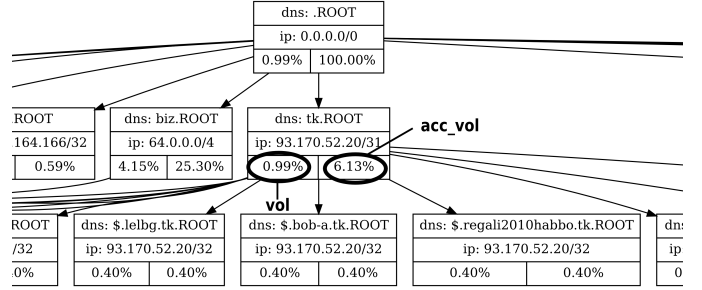 dns: .ROOT
ip: 0.0.0.0/0
0.99% 100.00%
.ROOT dns: biz.ROOT dns: tk.ROOT
.164.166/32 ip: 64.0.0.0/4 ip: 93.170.52.20/31
0.59% 4.15% 25.30% 0.99% 6.13%
acc_vol
vol
ROOT dns: $.lelbg.tk.ROOT dns: $.bob-a.tk.ROOT dns: $.regali2010habbo.tk.ROOT dns:
/32 ip: 93.170.52.20/32 ip: 93.170.52.20/32 ip: 93.170.52.20/32 ip
.40% 0.40% 0.40% 0.40% 0.40% 0.40% 0.40% 0.